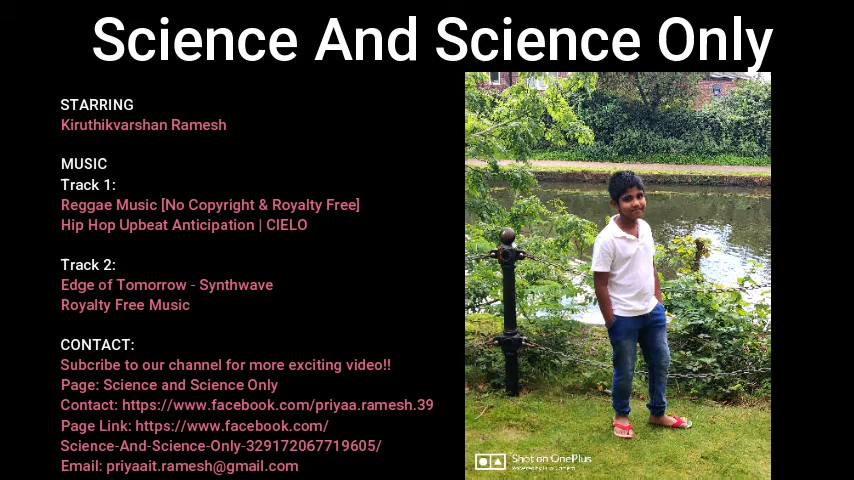 Science And Science Only
STARRING
Kiruthikvarshan Ramesh
MUSIC
Track 1:
Reggae Music [No Copyright & Royalty Free]
Hip Hop Upbeat Anticipation | CIELO
Track 2:
Edge of Tomorrow - Synthwave
Royalty Free Music
CONTACT:
Subcribe to our channel for more exciting video!!
Page: Science and Science Only
Contact: https://www.facebook.com/priyaa.ramesh.39
Page Link: https://www.facebook.com/
Science-And-Science-Only-329172067719605/
Email: priyaait.ramesh@gmail.com
Shot on OnePlus